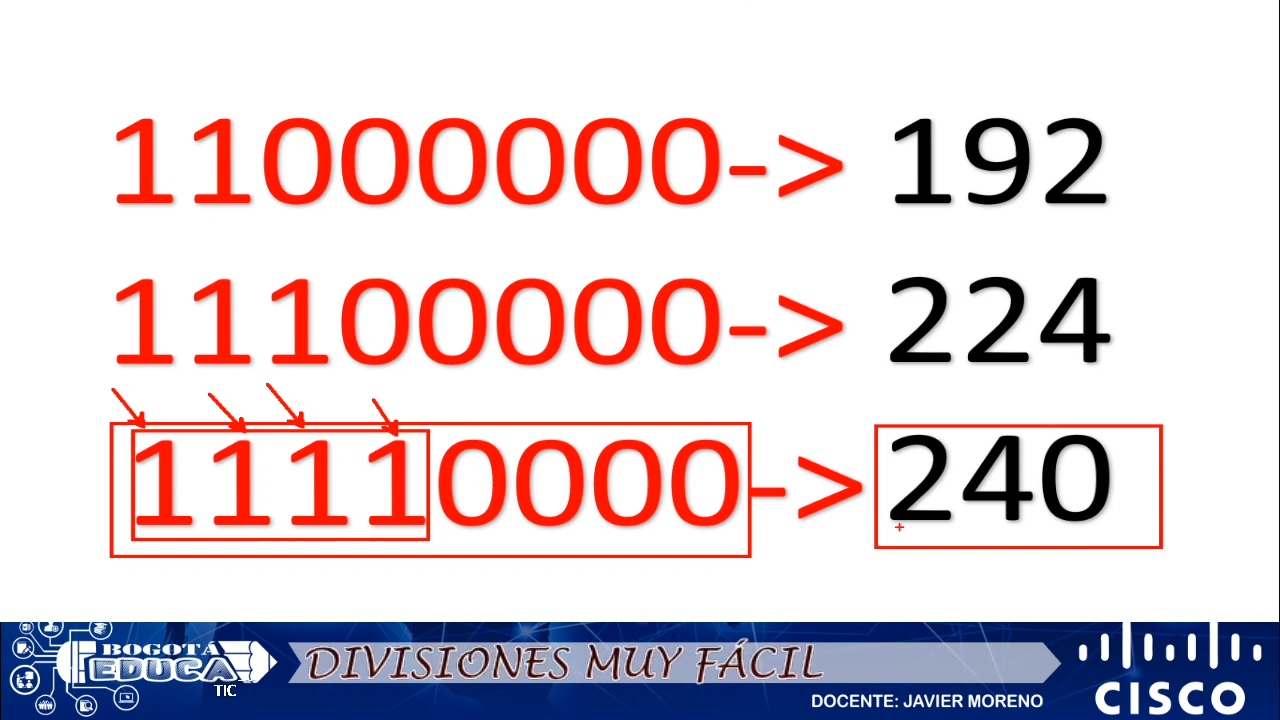 11000000-> 192
11100000-> 224
11110000-> 240
BOGOTA
EDUCA
TIC
DIVISIONES MUY FÁCIL
DOCENTE: JAVIER MORENO
CISCO